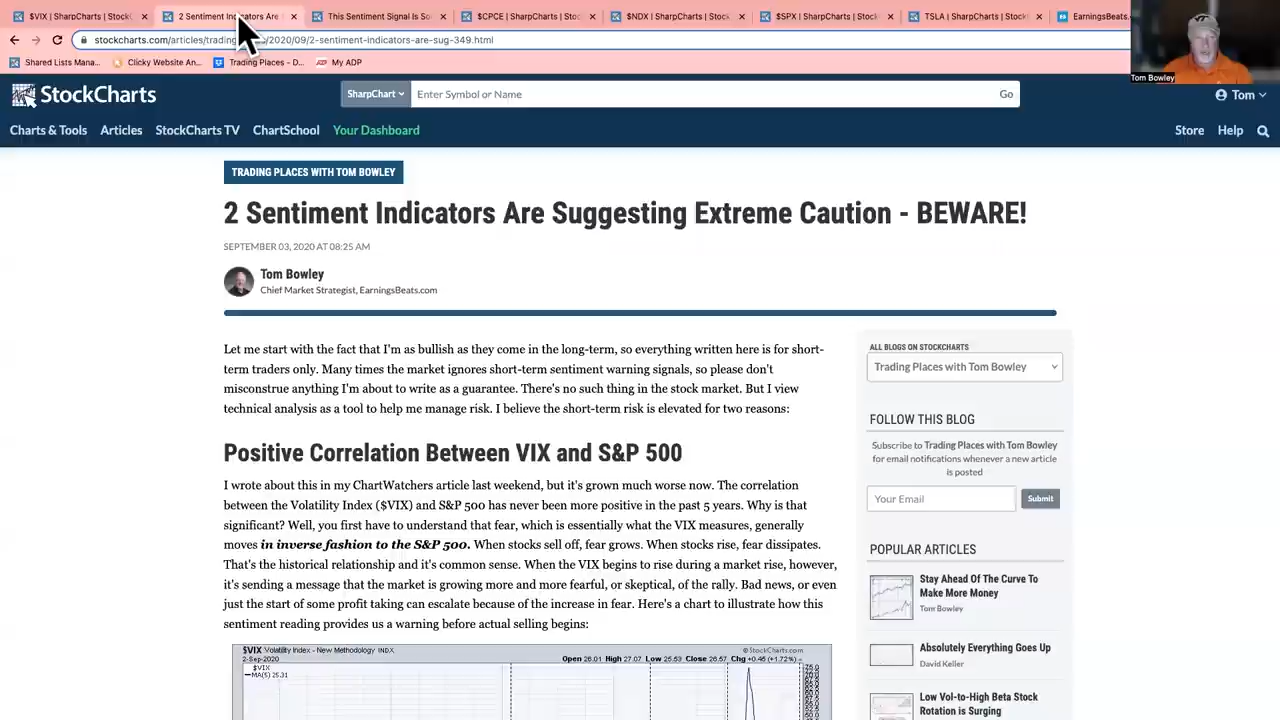 $VIX | SharpCharts | StockC
2 Sentiment Indicators Are
This Sentiment Signal Is So
$CPCE | SharpCharts | Stoc
$NDX | SharpCharts | Stock
$SPX | SharpCharts | Stock
TSLA | SharpCharts | Stock
EarningsBeats.
stockcharts.com/articles/trading
/2020/09/2-sentiment-indicators-are-sug-349.html
Shared Lists Mana...
Clicky Website An...
Trading Places - D...
My ADP
Tom Bowley
StockCharts
SharpChart
Enter Symbol or Name
Go
Tom
Charts & Tools
Articles
StockCharts TV
ChartSchool
Your Dashboard
Store
Help
TRADING PLACES WITH TOM BOWLEY
2 Sentiment Indicators Are Suggesting Extreme Caution - BEWARE!
SEPTEMBER 03, 2020 AT 08:25 AM
Tom Bowley
Chief Market Strategist, EarningsBeats.com
Let me start with the fact that I'm as bullish as they come in the long-term, so everything written here is for short-
term traders only. Many times the market ignores short-term sentiment warning signals, so please don't
misconstrue anything I'm about to write as a guarantee. There's no such thing in the stock market. But I view
technical analysis as a tool to help me manage risk. I believe the short-term risk is elevated for two reasons:
Positive Correlation Between VIX and S&P 500
I wrote about this in my ChartWatchers article last weekend, but it's grown much worse now. The correlation
between the Volatility Index ($VIX) and S&P 500 has never been more positive in the past 5 years. Why is that
significant? Well, you first have to understand that fear, which is essentially what the VIX measures, generally
moves in inverse fashion to the S&P 500. When stocks sell off, fear grows. When stocks rise, fear dissipates.
That's the historical relationship and it's common sense. When the VIX begins to rise during a market rise, however,
it's sending a message that the market is growing more and more fearful, or skeptical, of the rally. Bad news, or even
just the start of some profit taking can escalate because of the increase in fear. Here's a chart to illustrate how this
sentiment reading provides us a warning before actual selling begins:
$VIX Volatility Index - New Methodology INDX
© StockCharts.com
2-Sep-2020
Open 26.01 High 27.07 Low 25.53 Close 26.57 Chg +0.45 (+1.72%)
$VIX
MA(5) 25.31
75.0
ALL BLOGS ON STOCKCHARTS
Trading Places with Tom Bowley
FOLLOW THIS BLOG
Subscribe to Trading Places with Tom Bowley
for email notifications whenever a new article
is posted
Your Email
Submit
POPULAR ARTICLES
Stay Ahead Of The Curve To
Make More Money
Tom Bowley
Absolutely Everything Goes Up
David Keller
Low Vol-to-High Beta Stock
Rotation is Surging